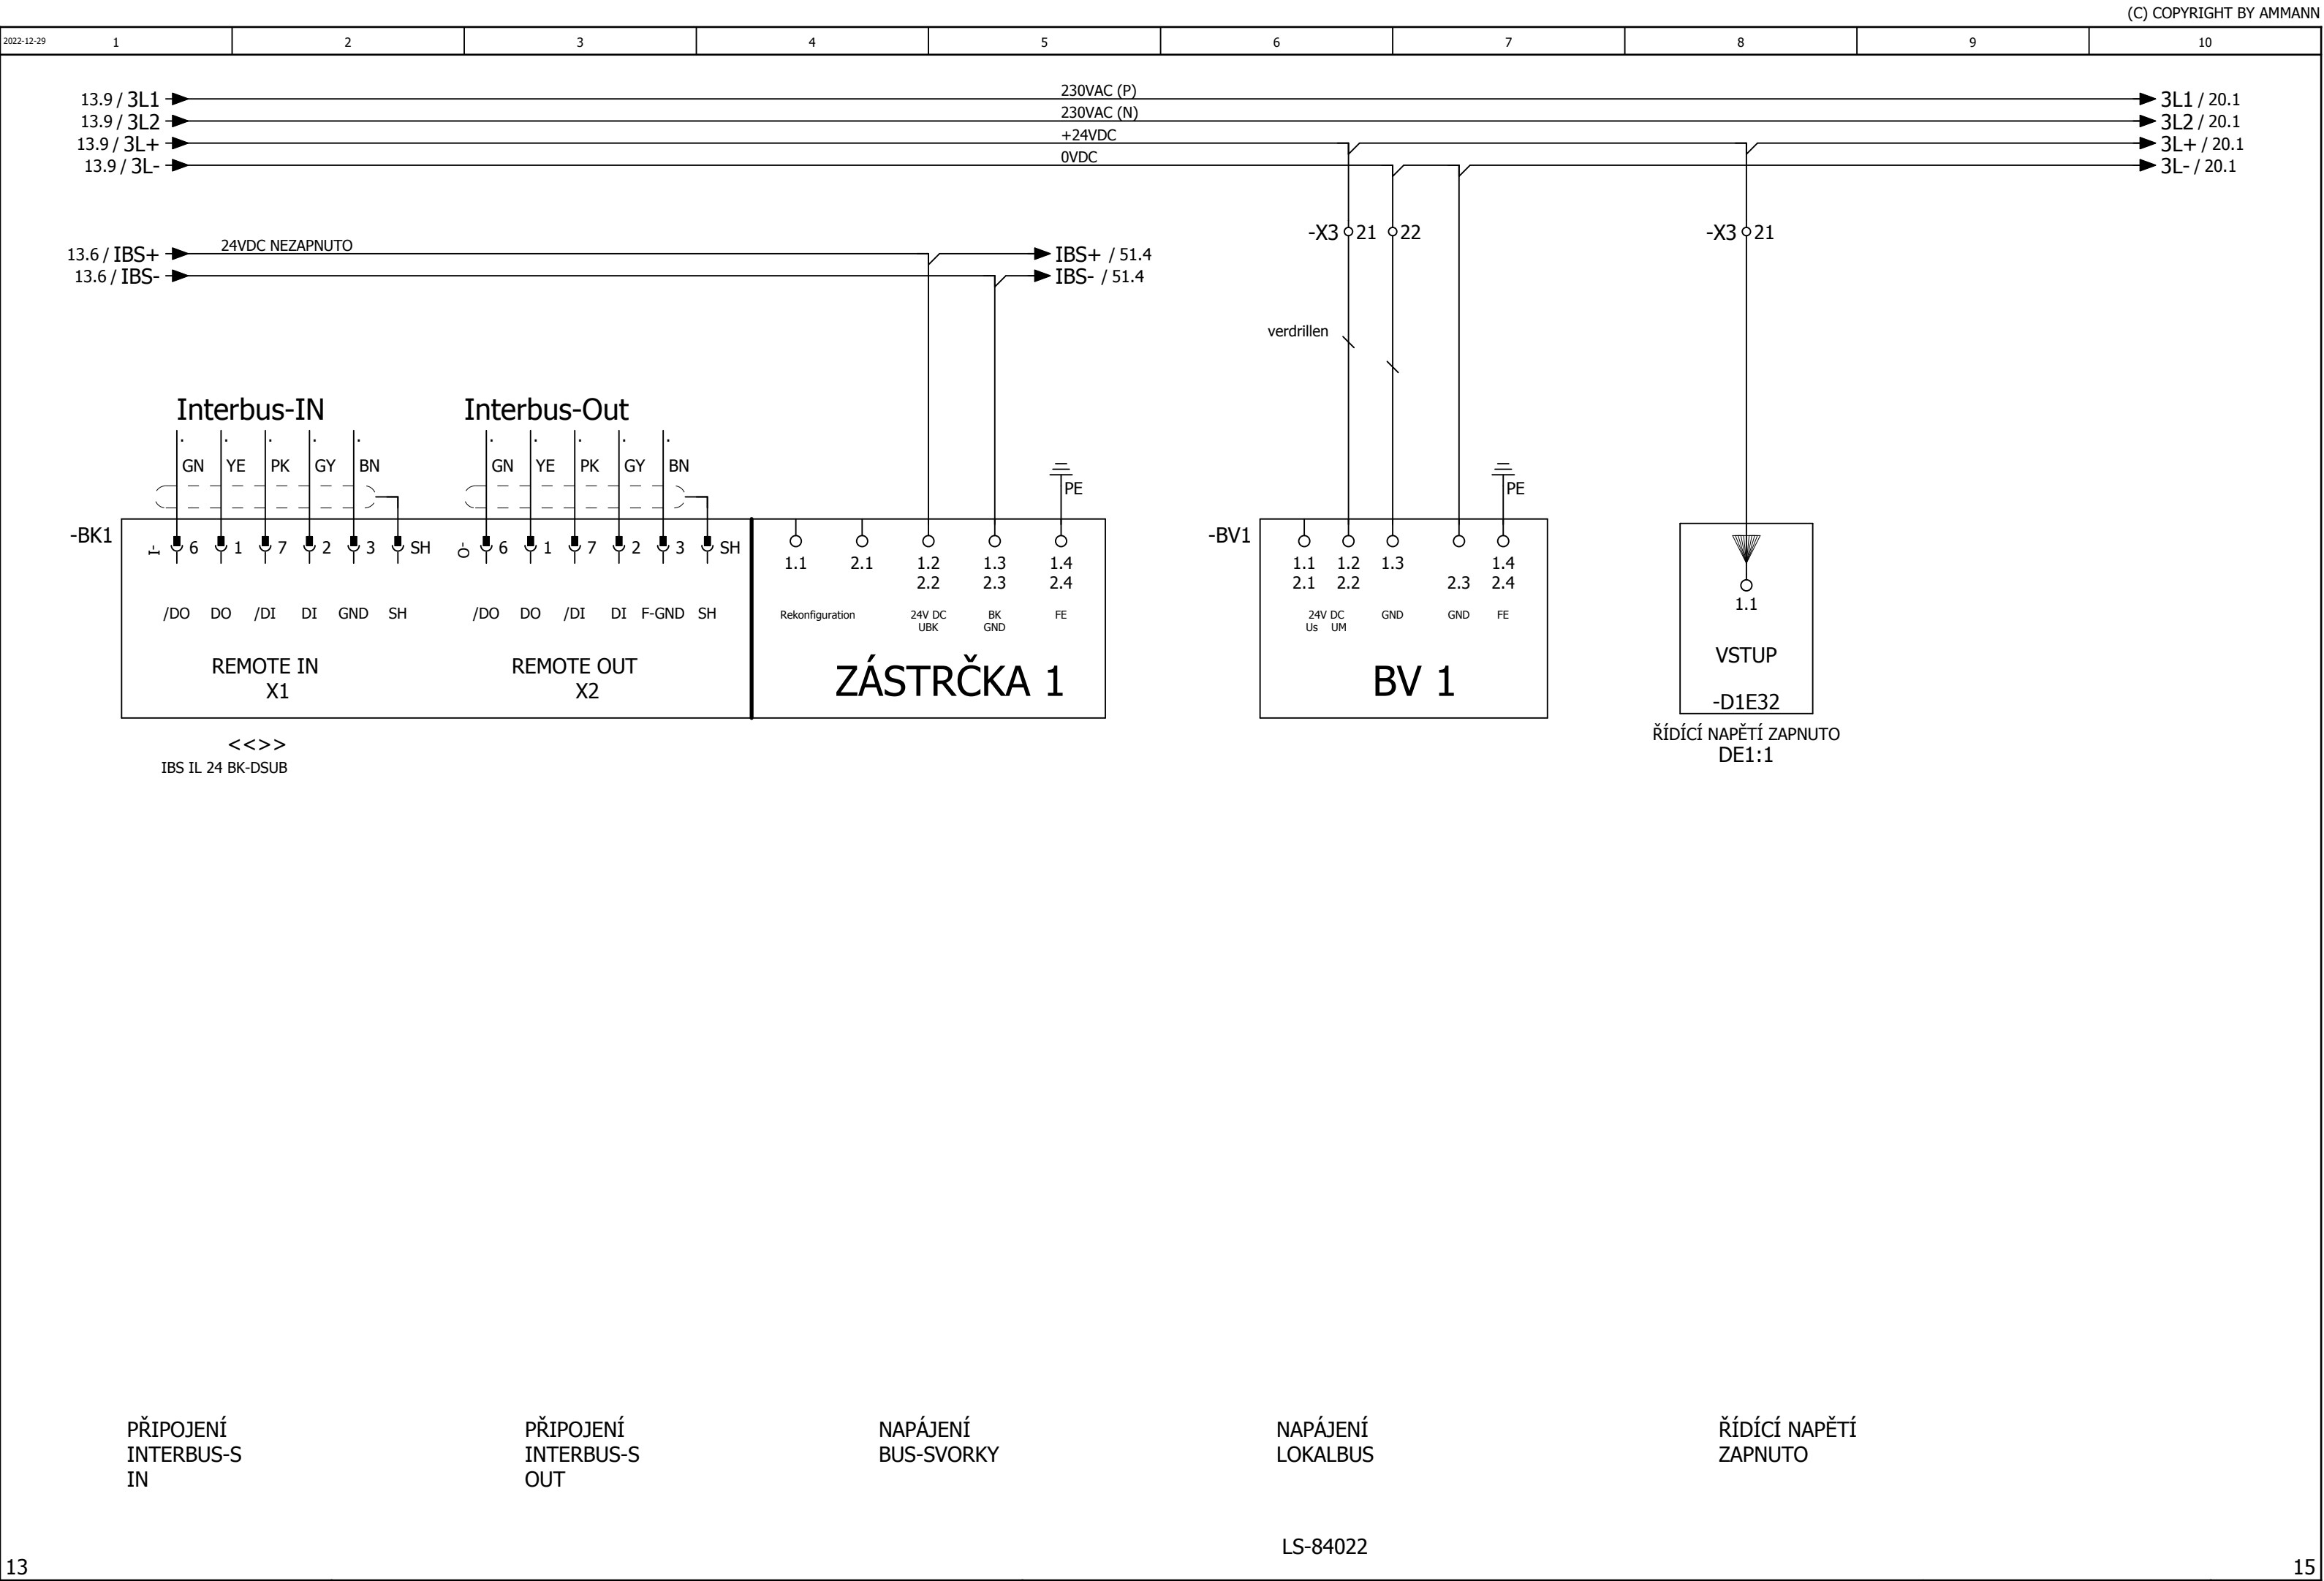 (C) COPYRIGHT BY AMMANN
2022-12-29 1 2 3 4 5 6 7 8 9 10
13.9 / 3L1 230VAC (P) 3L1 / 20.1
13.9 / 3L2 230VAC (N) 3L2 / 20.1
13.9 / 3L+ +24VDC 3L+ / 20.1
13.9 / 3L- 0VDC 3L- / 20.1
-X3 21 22 -X3 21
13.6 / IBS+ 24VDC NEZAPNUTO IBS+ / 51.4
13.6 / IBS- IBS- / 51.4
verdrillen
Interbus-IN Interbus-Out
GN YE PK GY BN GN YE PK GY BN
PE PE
-BK1 I- 6 1 7 2 3 SH O- 6 1 7 2 3 SH -BV1
1.1 2.1 1.2 1.3 1.4 1.1 1.2 1.3 1.4
2.2 2.3 2.4 2.1 2.2 2.3 2.4
1.1
/DO DO /DI DI GND SH /DO DO /DI DI F-GND SH
Rekonfiguration 24V DC BK FE 24V DC GND GND FE
UBK GND Us UM
REMOTE IN REMOTE OUT VSTUP
X1 X2 ZÁSTRČKA 1 BV 1
-D1E32
ŘÍDÍCÍ NAPĚTÍ ZAPNUTO
<<>> DE1:1
IBS IL 24 BK-DSUB
PŘIPOJENÍ PŘIPOJENÍ NAPÁJENÍ NAPÁJENÍ ŘÍDÍCÍ NAPĚTÍ
INTERBUS-S INTERBUS-S BUS-SVORKY LOKALBUS ZAPNUTO
IN OUT
LS-84022
13 15